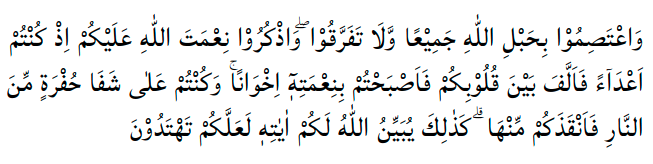 وَاعْتَصِمُوْا بِحَبْلِ اللّٰهِ جَمِيْعًا وَّلَا تَفَرَّقُوْا ۖوَاذْكُرُوْا نِعْمَتَ اللّٰهِ عَلَيْكُمْ اِذْ كُنْتُمْ
اَعْدَاۤءً فَاَلَّفَ بَيْنَ قُلُوْبِكُمْ فَاَصْبَحْتُمْ بِنِعْمَتِهٖٓ اِخْوَانًاۚ وَكُنْتُمْ عَلٰى شَفَا حُفْرَةٍ مِّنَ
النَّارِ فَاَنْقَذَكُمْ مِّنْهَا ۗ كَذٰلِكَ يُبَيِّنُ اللّٰهُ لَكُمْ اٰيٰتِهٖ لَعَلَّكُمْ تَهْتَدُوْنَ